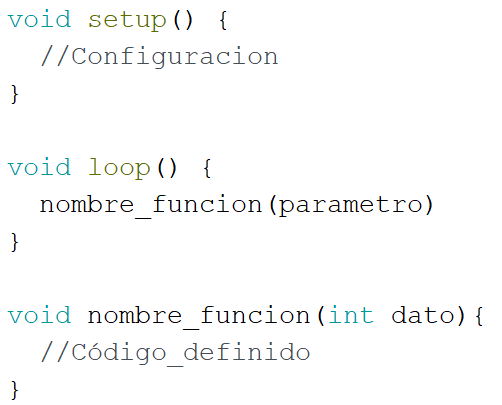 void setup() {
  //Configuracion
}

void loop() {
  nombre_funcion(parametro)
}

void nombre_funcion(int dato){
  //Código_definido
}